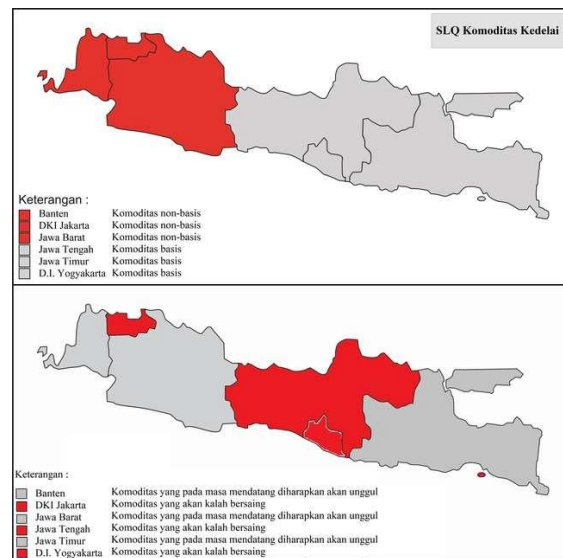 SLQ Komoditas Kedelai
Keterangan :
Banten Komoditas non-basis
DKI Jakarta Komoditas non-basis
Jawa Barat Komoditas non-basis
Jawa Tengah Komoditas basis
Jawa Timur Komoditas basis
D.I. Yogyakarta Komoditas basis
Keterangan :
Banten Komoditas yang pada masa mendatang diharapkan akan unggul
DKI Jakarta Komoditas yang akan kalah bersaing
Jawa Barat Komoditas yang pada masa mendatang diharapkan akan unggul
Jawa Tengah Komoditas yang akan kalah bersaing
Jawa Timur Komoditas yang pada masa mendatang diharapkan akan unggul
D.I. Yogyakarta Komoditas yang akan kalah bersaing